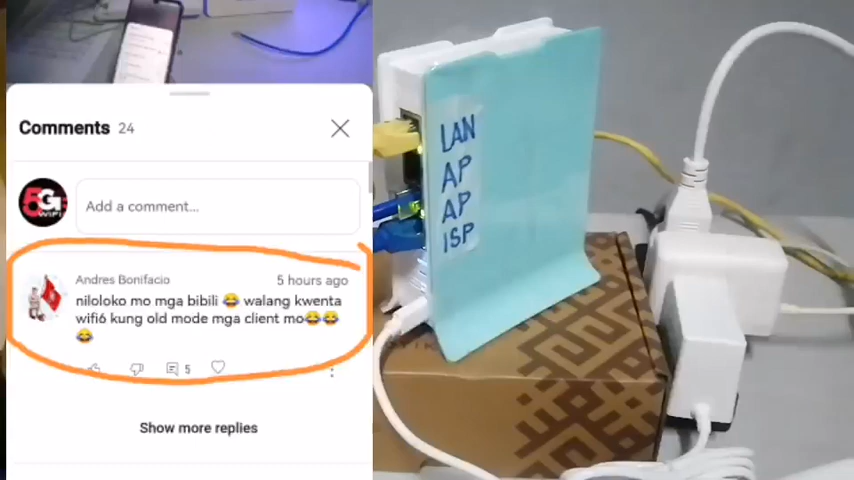 Comments 24
5G
WiFi
Add a comment...
Andres Bonifacio 5 hours ago
niloloko mo mga bibili 😂 walang kwenta
wifi6 kung old mode mga client mo😂😂
😂
5
Show more replies
LAN
AP
AP
ISP